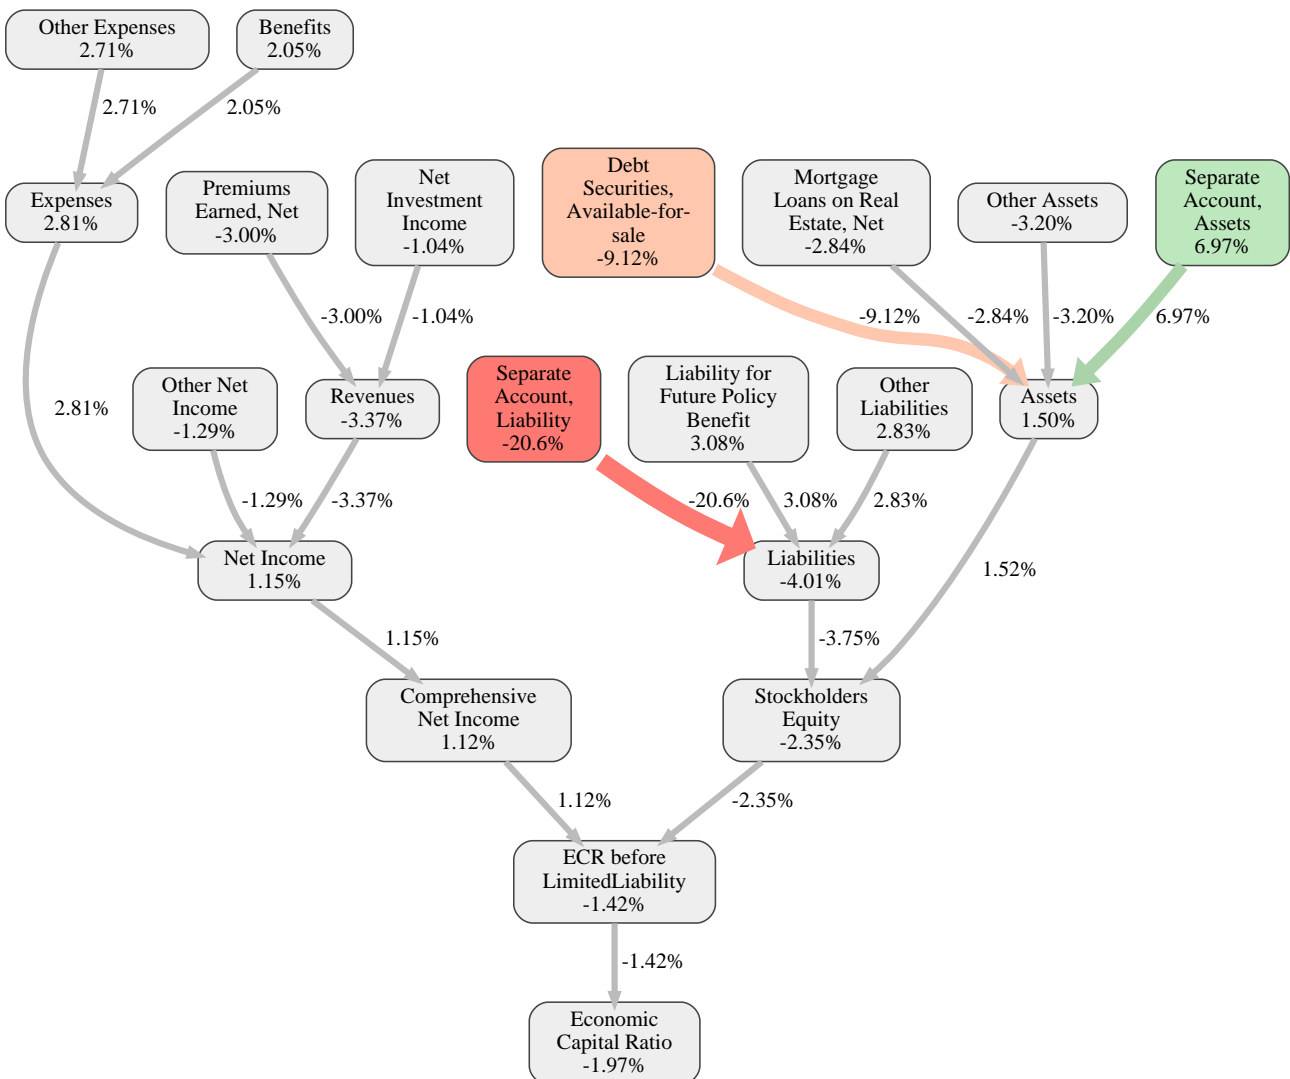 Other Expenses
2.71%
Benefits
2.05%
2.71%
2.05%
Expenses
2.81%
Premiums
Earned, Net
-3.00%
Net
Investment
Income
-1.04%
Debt
Securities,
Available-for-
sale
-9.12%
Mortgage
Loans on Real
Estate, Net
-2.84%
Other Assets
-3.20%
Separate
Account,
Assets
6.97%
-3.00%
-1.04%
-9.12%
-2.84%
-3.20%
6.97%
2.81%
Other Net
Income
-1.29%
Revenues
-3.37%
Separate
Account,
Liability
-20.6%
Liability for
Future Policy
Benefit
3.08%
Other
Liabilities
2.83%
Assets
1.50%
-1.29%
-3.37%
-20.6%
3.08%
2.83%
Net Income
1.15%
Liabilities
-4.01%
1.52%
1.15%
-3.75%
Comprehensive
Net Income
1.12%
Stockholders
Equity
-2.35%
1.12%
-2.35%
ECR before
LimitedLiability
-1.42%
-1.42%
Economic
Capital Ratio
-1.97%